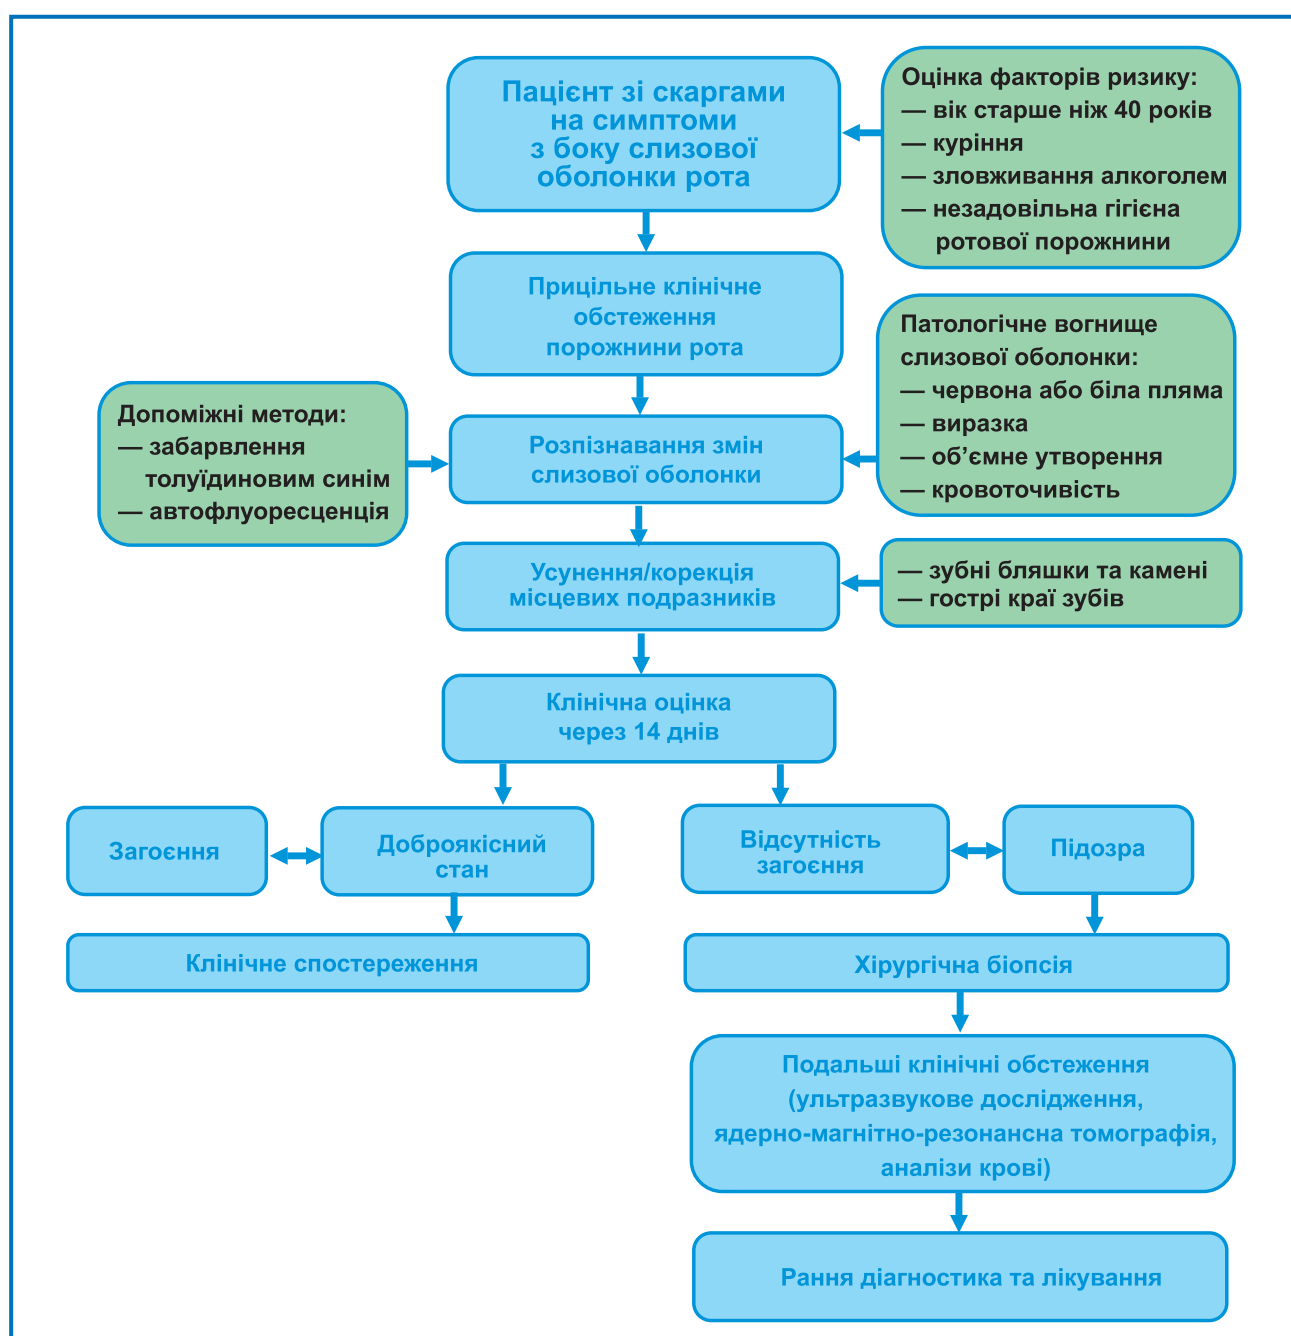 Пацієнт зі скаргами
на симптоми
з боку слизової
оболонки рота
Оцінка факторів ризику:
— вік старше ніж 40 років
— куріння
— зловживання алкоголем
— незадовільна гігієна
ротової порожнини
Прицільне клінічне
обстеження
порожнини рота
Патологічне вогнище
слизової оболонки:
— червона або біла пляма
— виразка
— об’ємне утворення
— кровоточивість
Допоміжні методи:
— забарвлення
толуїдиновим синім
— автофлуоресценція
Розпізнавання змін
слизової оболонки
Усунення/корекція
місцевих подразників
— зубні бляшки та камені
— гострі краї зубів
Клінічна оцінка
через 14 днів
Загоєння
Доброякісний
стан
Відсутність
загоєння
Підозра
Клінічне спостереження
Хірургічна біопсія
Подальші клінічні обстеження
(ультразвукове дослідження,
ядерно-магнітно-резонансна томографія,
аналізи крові)
Рання діагностика та лікування